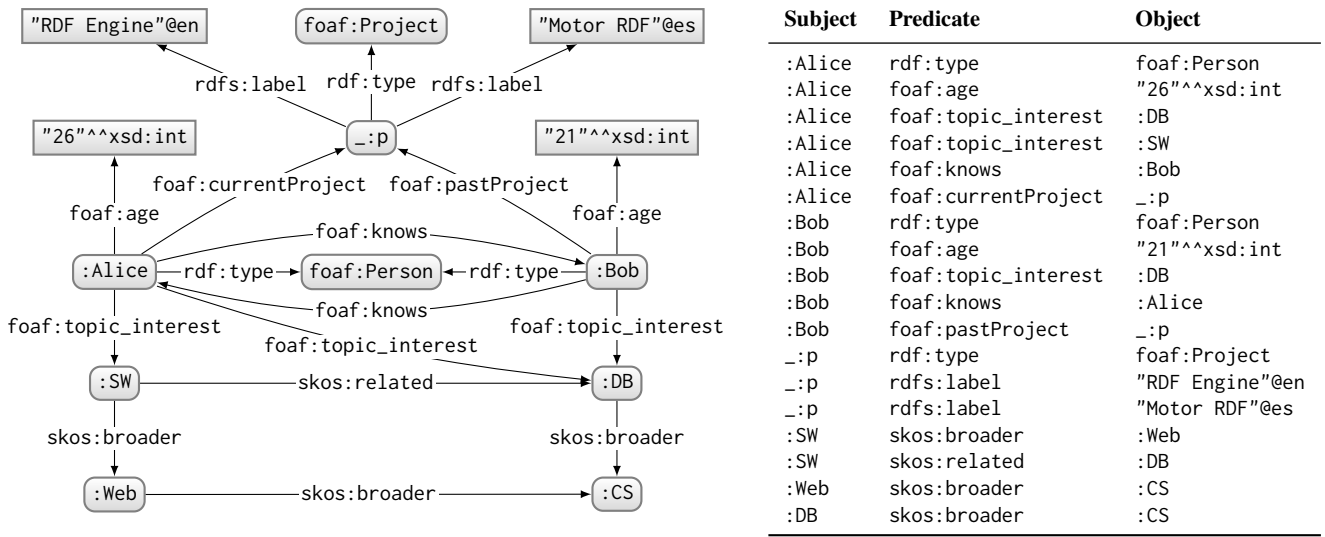 "RDF Engine"@en
foaf:Project
"Motor RDF"@es
rdfs:label
rdf:type
rdfs:label
"26"^^xsd:int
_:p
"21"^^xsd:int
foaf:currentProject
foaf:pastProject
foaf:age
foaf:age
foaf:knows
:Alice
rdf:type
foaf:Person
rdf:type
:Bob
foaf:knows
foaf:topic_interest
foaf:topic_interest
foaf:topic_interest
:SW
skos:related
:DB
skos:broader
skos:broader
:Web
skos:broader
:CS
Subject Predicate Object
:Alice rdf:type foaf:Person
:Alice foaf:age "26"^^xsd:int
:Alice foaf:topic_interest :DB
:Alice foaf:topic_interest :SW
:Alice foaf:knows :Bob
:Alice foaf:currentProject _:p
:Bob rdf:type foaf:Person
:Bob foaf:age "21"^^xsd:int
:Bob foaf:topic_interest :DB
:Bob foaf:knows :Alice
:Bob foaf:pastProject _:p
_:p rdf:type foaf:Project
_:p rdfs:label "RDF Engine"@en
_:p rdfs:label "Motor RDF"@es
:SW skos:broader :Web
:SW skos:related :DB
:Web skos:broader :CS
:DB skos:broader :CS